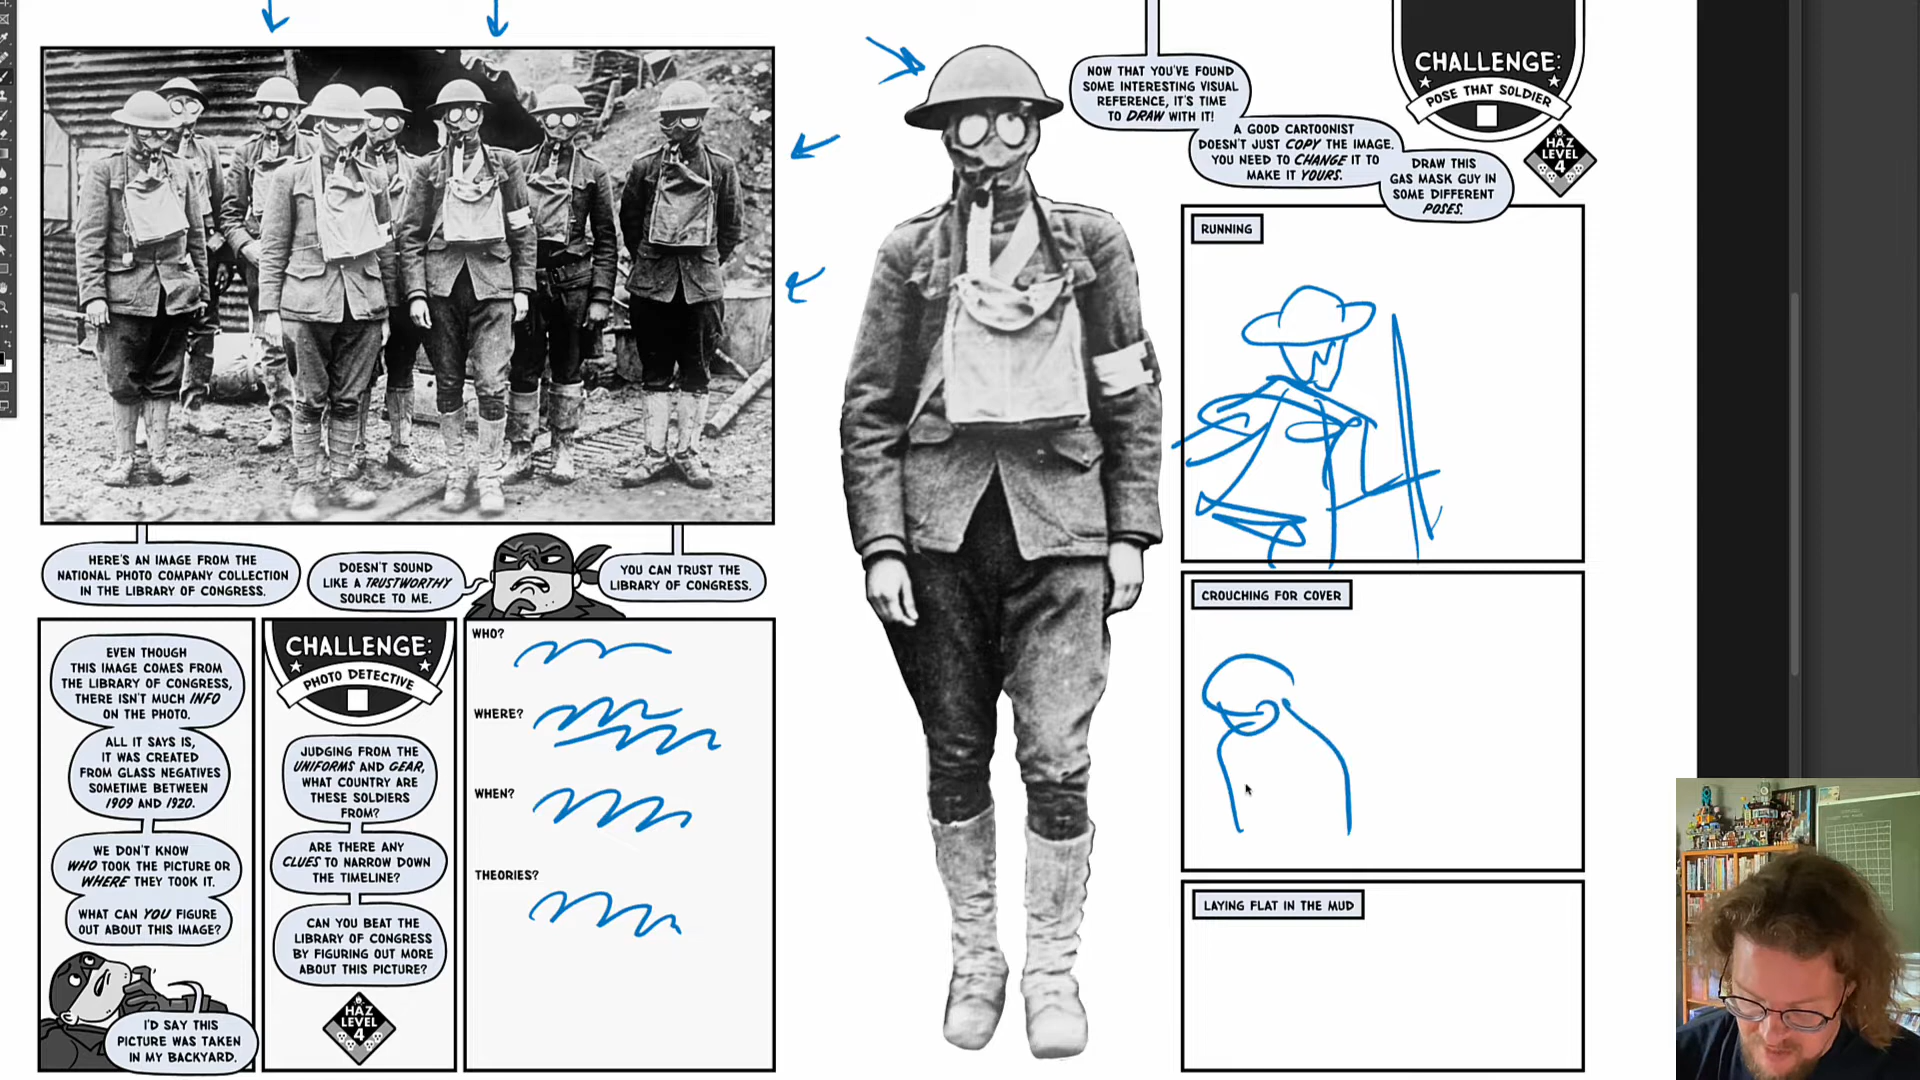 HERE'S AN IMAGE FROM THE
NATIONAL PHOTO COMPANY COLLECTION
IN THE LIBRARY OF CONGRESS.
DOESN'T SOUND
LIKE A TRUSTWORTHY
SOURCE TO ME.
YOU CAN TRUST THE
LIBRARY OF CONGRESS.
EVEN THOUGH
THIS IMAGE COMES FROM
THE LIBRARY OF CONGRESS,
THERE ISN'T MUCH INFO
ON THE PHOTO.
ALL IT SAYS IS,
IT WAS CREATED
FROM GLASS NEGATIVES
SOMETIME BETWEEN
1909 AND 1920.
WE DON'T KNOW
WHO TOOK THE PICTURE OR
WHERE THEY TOOK IT.
WHAT CAN YOU FIGURE
OUT ABOUT THIS IMAGE?
I'D SAY THIS
PICTURE WAS TAKEN
IN MY BACKYARD.
CHALLENGE:
PHOTO DETECTIVE
JUDGING FROM THE
UNIFORMS AND GEAR,
WHAT COUNTRY ARE
THESE SOLDIERS
FROM?
ARE THERE ANY
CLUES TO NARROW DOWN
THE TIMELINE?
CAN YOU BEAT THE
LIBRARY OF CONGRESS
BY FIGURING OUT MORE
ABOUT THIS PICTURE?
HAZ
LEVEL
4
WHO?
WHERE?
WHEN?
THEORIES?
NOW THAT YOU'VE FOUND
SOME INTERESTING VISUAL
REFERENCE, IT'S TIME
TO DRAW WITH IT!
A GOOD CARTOONIST
DOESN'T JUST COPY THE IMAGE.
YOU NEED TO CHANGE IT TO
MAKE IT YOURS.
DRAW THIS
GAS MASK GUY IN
SOME DIFFERENT
POSES.
CHALLENGE:
POSE THAT SOLDIER
HAZ
LEVEL
4
RUNNING
CROUCHING FOR COVER
LAYING FLAT IN THE MUD